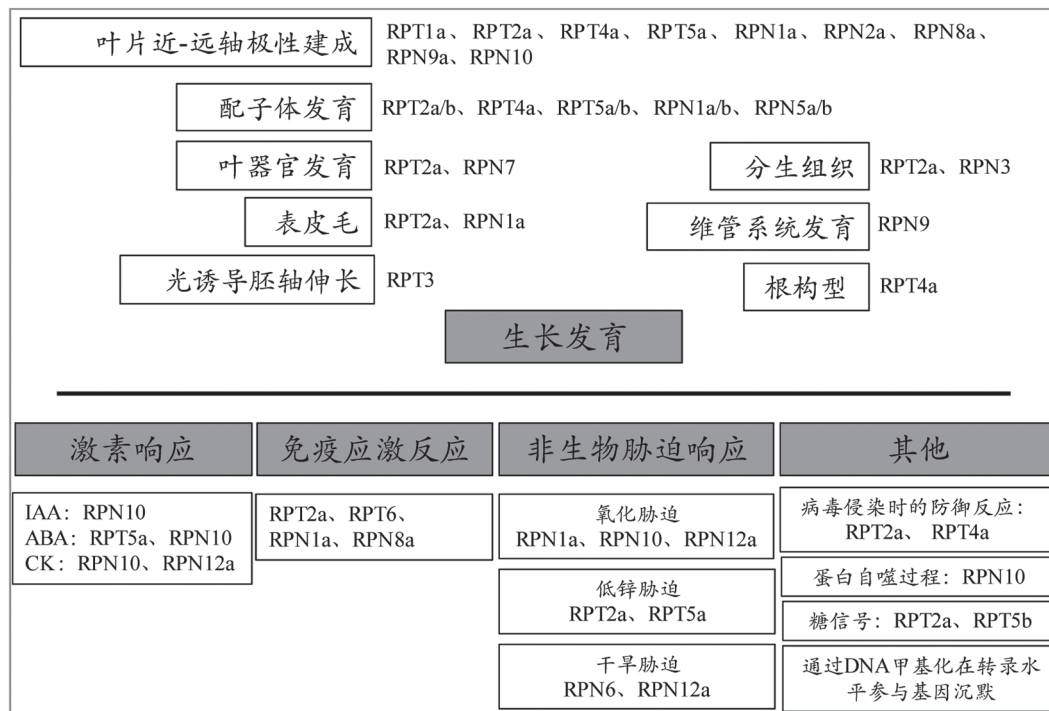 叶片近-远轴极性建成
RPT1a、RPT2a、RPT4a、RPT5a、RPN1a、RPN2a、RPN8a、
RPN9a、RPN10
配子体发育
RPT2a/b、RPT4a、RPT5a/b、RPN1a/b、RPN5a/b
叶器官发育
RPT2a、RPN7
分生组织
RPT2a、RPN3
表皮毛
RPT2a、RPN1a
维管系统发育
RPN9
光诱导胚轴伸长
RPT3
根构型
RPT4a
生长发育
激素响应
IAA：RPN10
ABA：RPT5a、RPN10
CK：RPN10、RPN12a
免疫应激反应
RPT2a、RPT6、
RPN1a、RPN8a
非生物胁迫响应
氧化胁迫
RPN1a、RPN10、RPN12a
低锌胁迫
RPT2a、RPT5a
干旱胁迫
RPN6、RPN12a
其他
病毒侵染时的防御反应：
RPT2a、RPT4a
蛋白自噬过程：RPN10
糖信号：RPT2a、RPT5b
通过DNA甲基化在转录水
平参与基因沉默